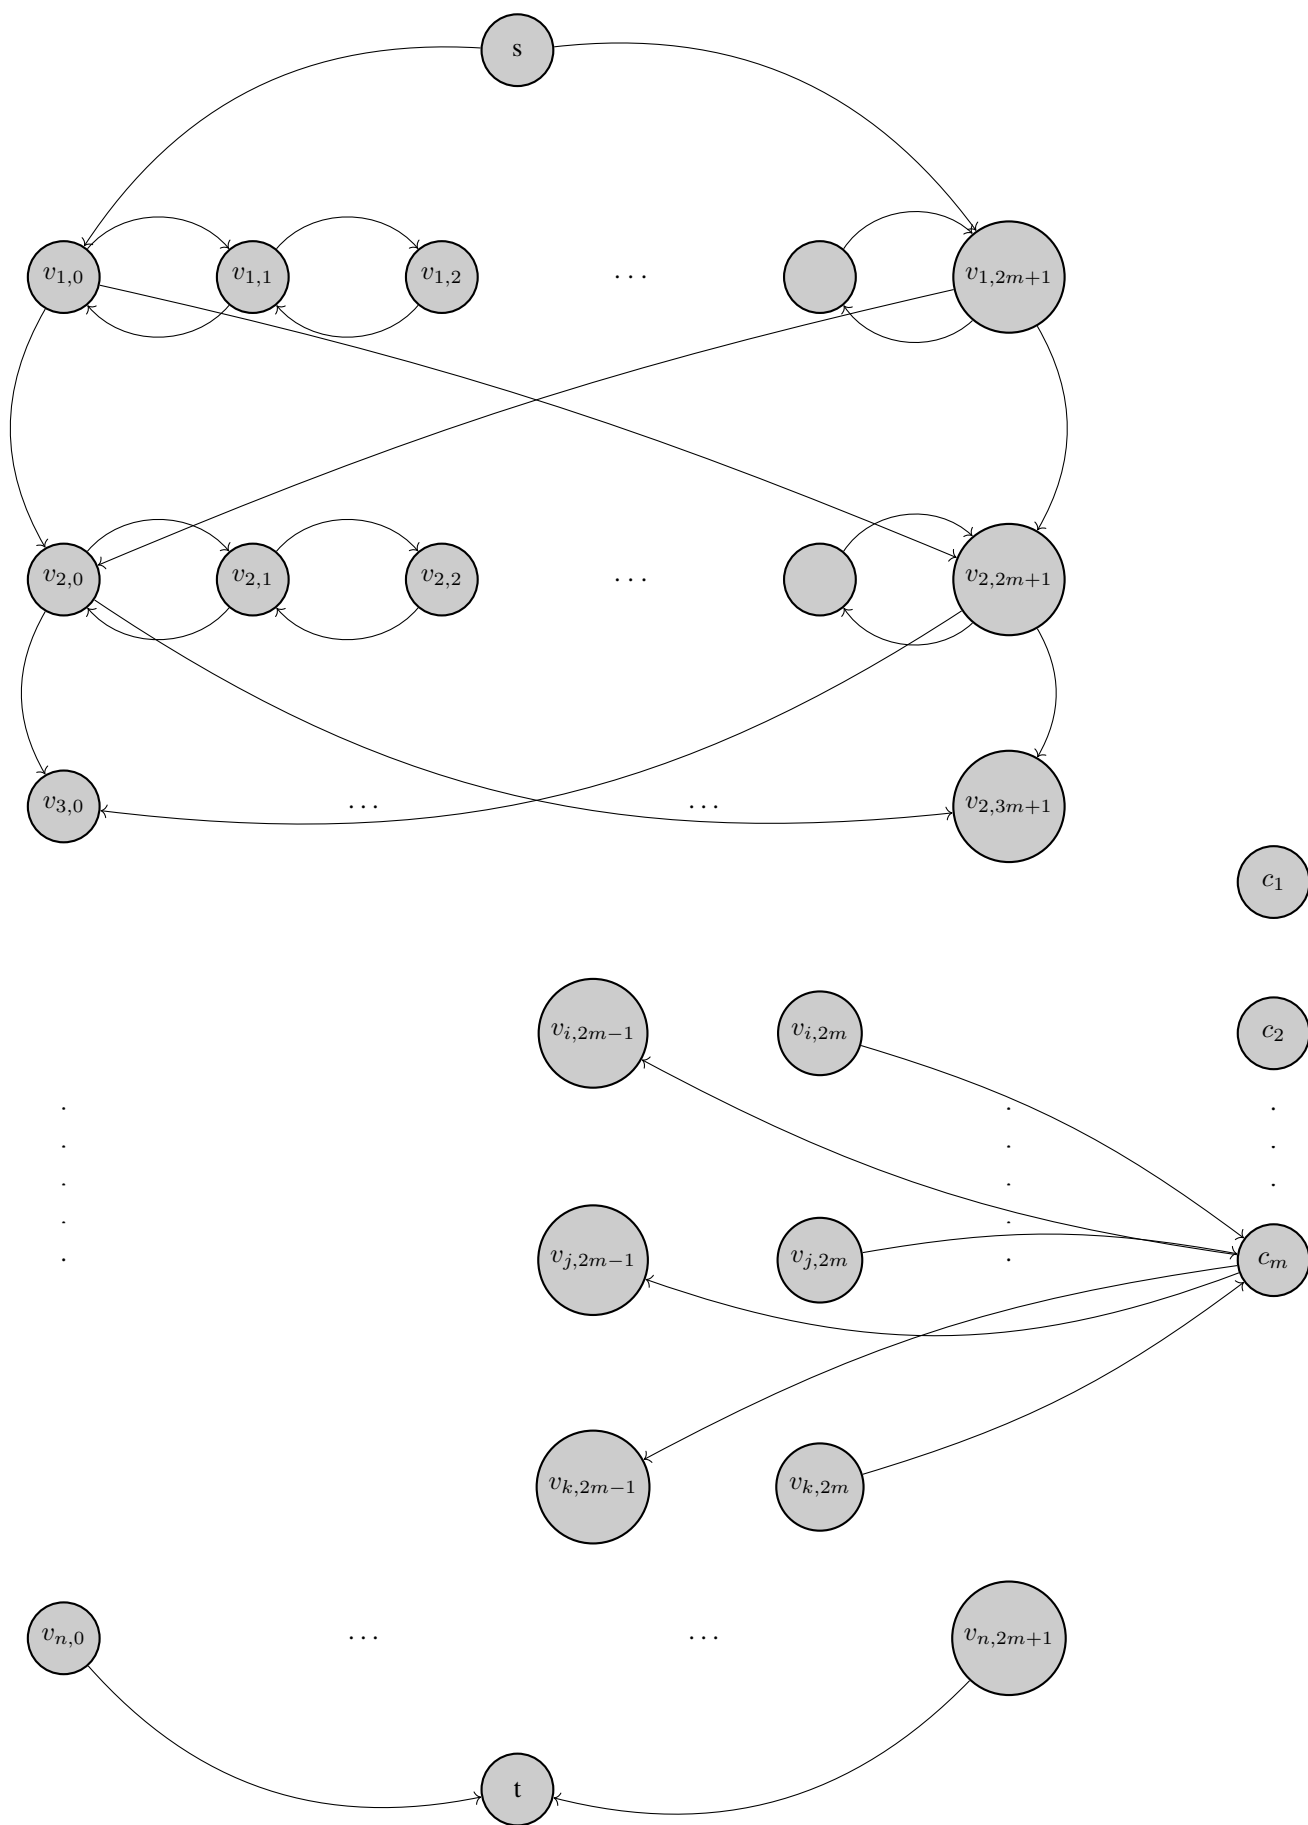 s
v_{1,0} v_{1,1} v_{1,2} ... v_{1,2m+1}
v_{2,0} v_{2,1} v_{2,2} ... v_{2,2m+1}
v_{3,0} ... ... v_{2,3m+1}
c_1
v_{i,2m-1} v_{i,2m} c_2
v_{j,2m-1} v_{j,2m} c_m
v_{k,2m-1} v_{k,2m}
v_{n,0} ... ... v_{n,2m+1}
t